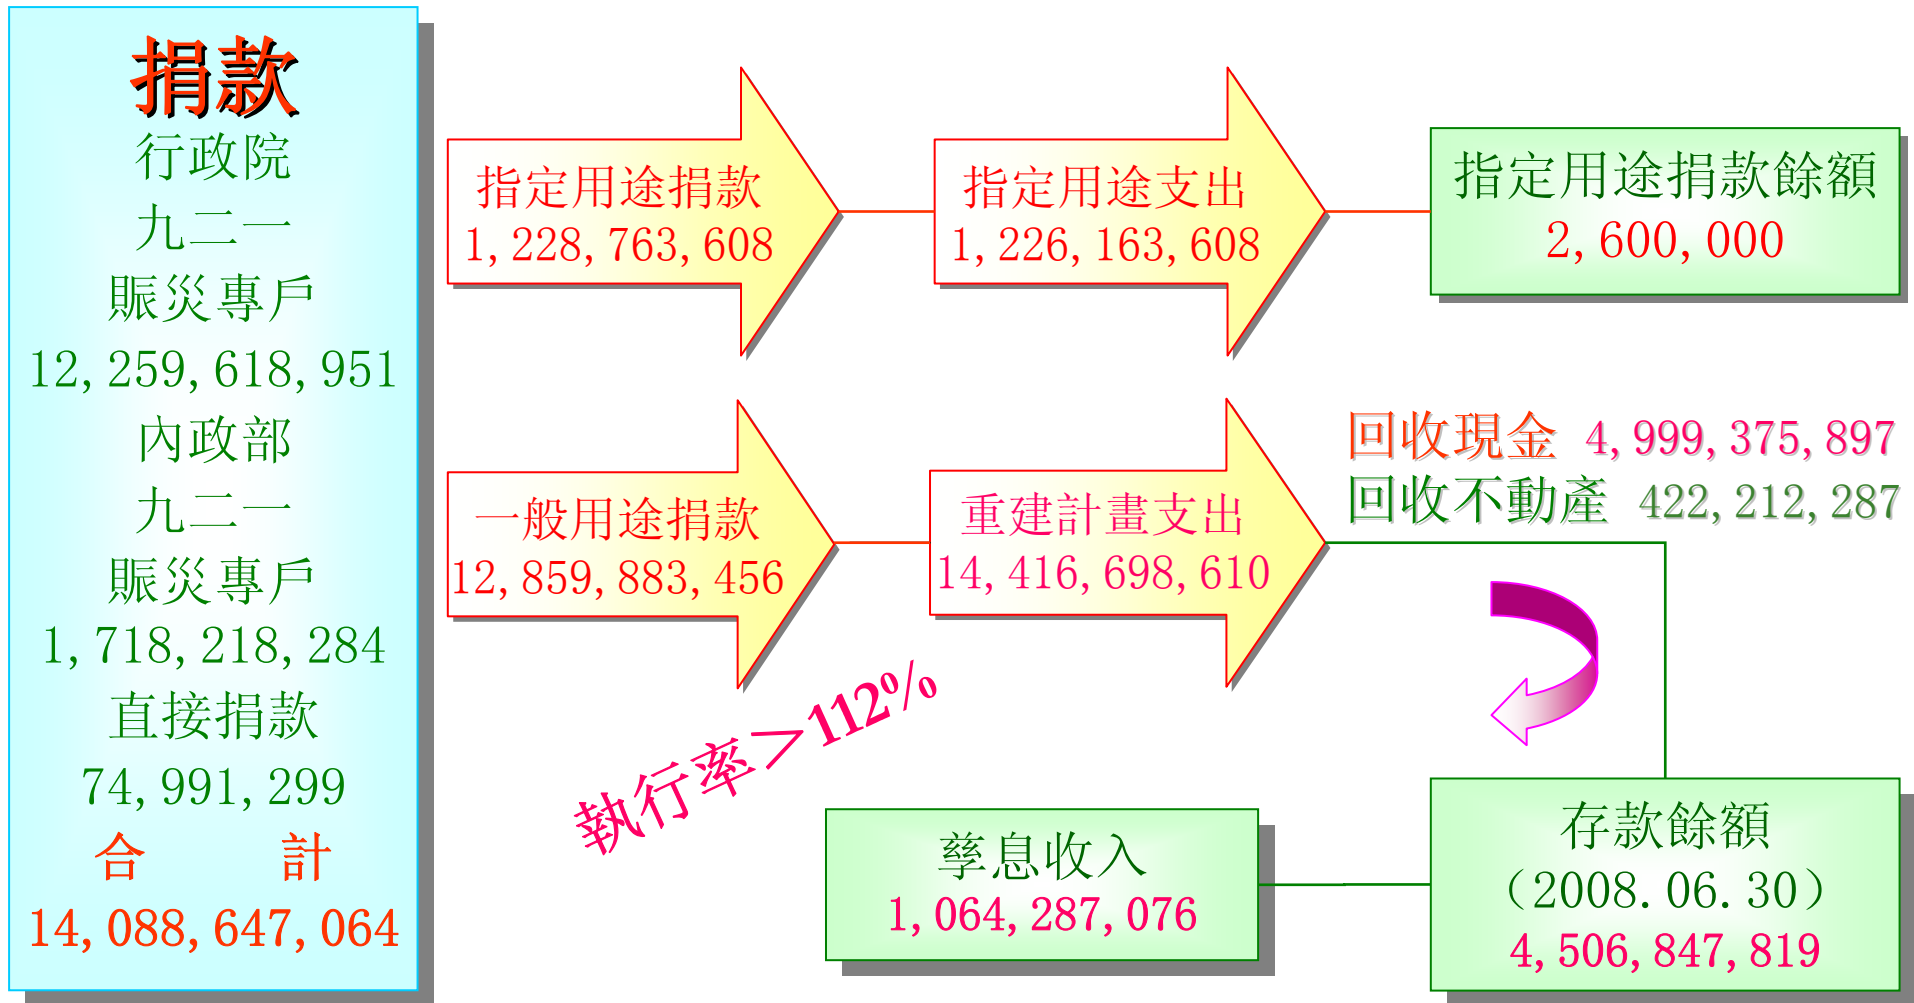 捐款
行政院
九二一
賑災專戶
12,259,618,951
內政部
九二一
賑災專戶
1,718,218,284
直接捐款
74,991,299
合　計
14,088,647,064
指定用途捐款
1,228,763,608
指定用途支出
1,226,163,608
指定用途捐款餘額
2,600,000
一般用途捐款
12,859,883,456
重建計畫支出
14,416,698,610
回收現金 4,999,375,897
回收不動產 422,212,287
執行率＞112%
孳息收入
1,064,287,076
存款餘額
（2008.06.30）
4,506,847,819